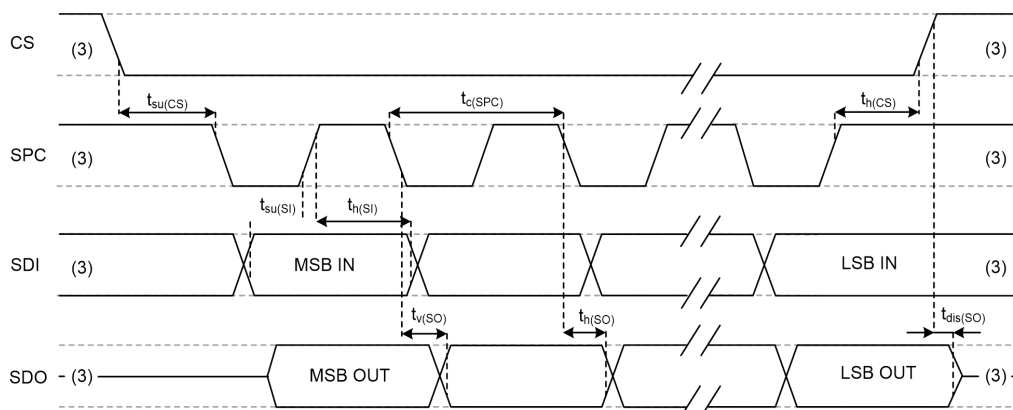 CS (3) (3)
t_su(CS) t_c(SPC) t_h(CS)
SPC (3) (3)
t_su(SI) t_h(SI)
SDI (3) MSB IN LSB IN (3)
t_v(SO) t_h(SO) t_dis(SO)
SDO (3) MSB OUT LSB OUT (3)